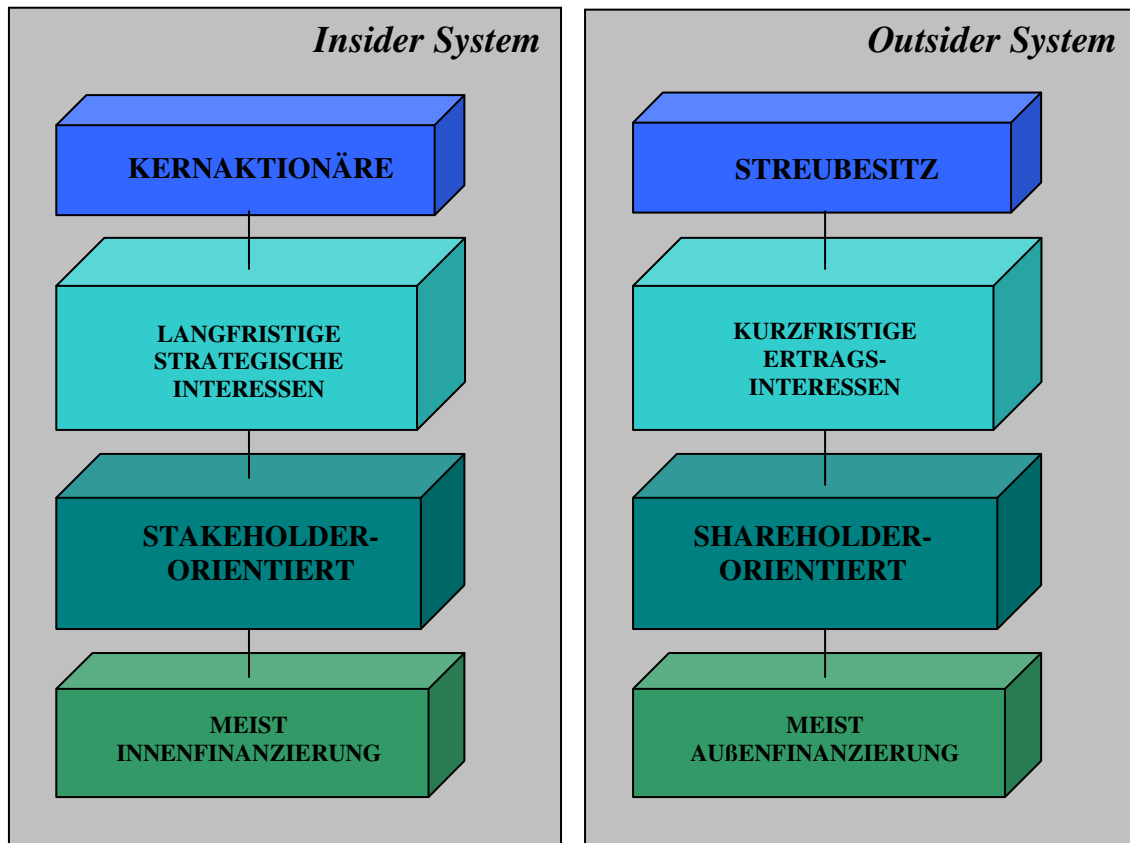 Insider System
KERNAKTIONÄRE
LANGFRISTIGE
STRATEGISCHE
INTERESSEN
STAKEHOLDER-
ORIENTIERT
MEIST
INNENFINANZIERUNG
Outsider System
STREUBESITZ
KURZFRISTIGE
ERTRAGS-
INTERESSEN
SHAREHOLDER-
ORIENTIERT
MEIST
AUßENFINANZIERUNG